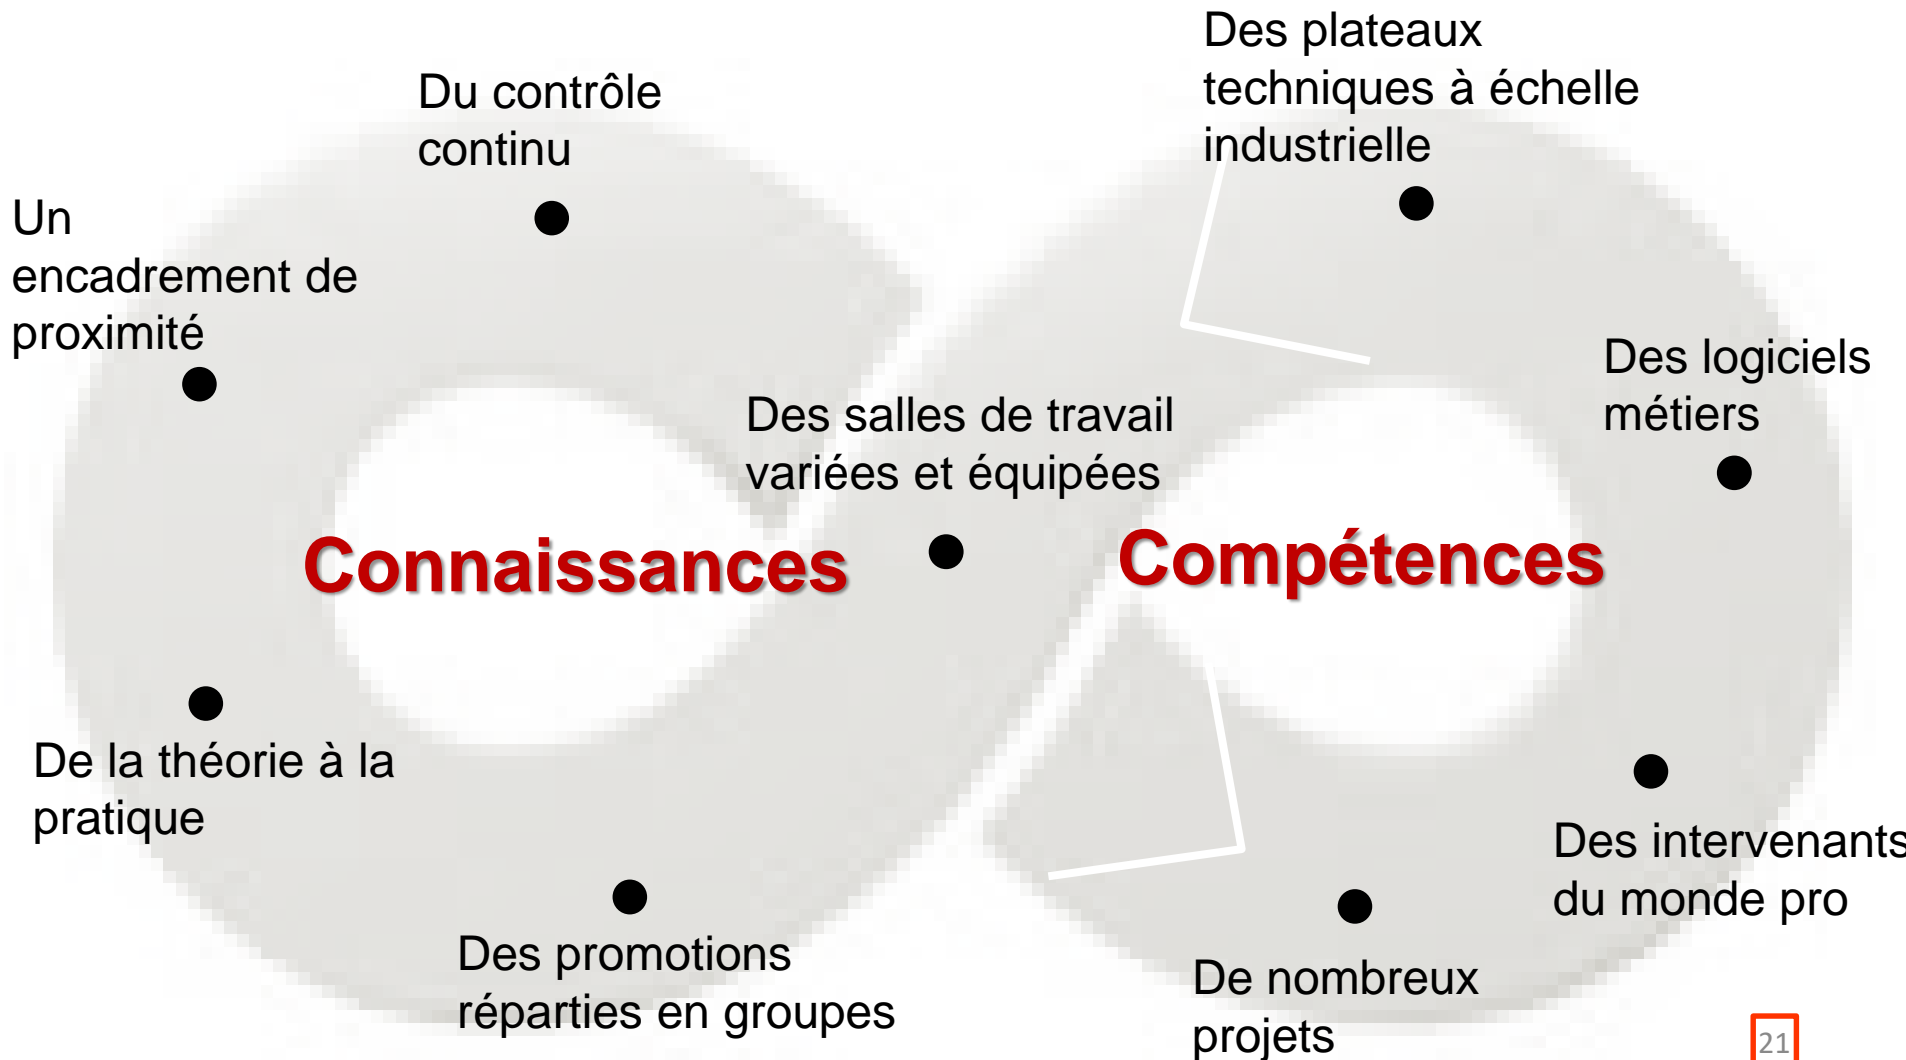 Du contrôle
continu
Des plateaux
techniques à échelle
industrielle
Un
encadrement de
proximité
Des logiciels
métiers
Des salles de travail
variées et équipées
Connaissances
Compétences
De la théorie à la
pratique
Des intervenants
du monde pro
Des promotions
réparties en groupes
De nombreux
projets
21